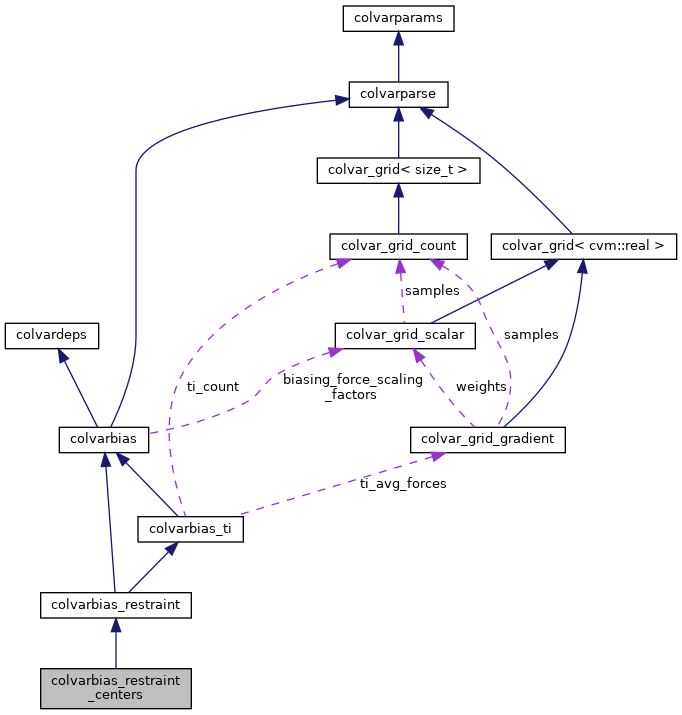 colvarparams
colvarparse
colvar_grid< size_t >
colvar_grid_count
colvar_grid< cvm::real >
samples
colvardeps
colvar_grid_scalar
samples
ti_count
biasing_force_scaling
_factors
weights
colvarbias
colvar_grid_gradient
ti_avg_forces
colvarbias_ti
colvarbias_restraint
colvarbias_restraint
_centers